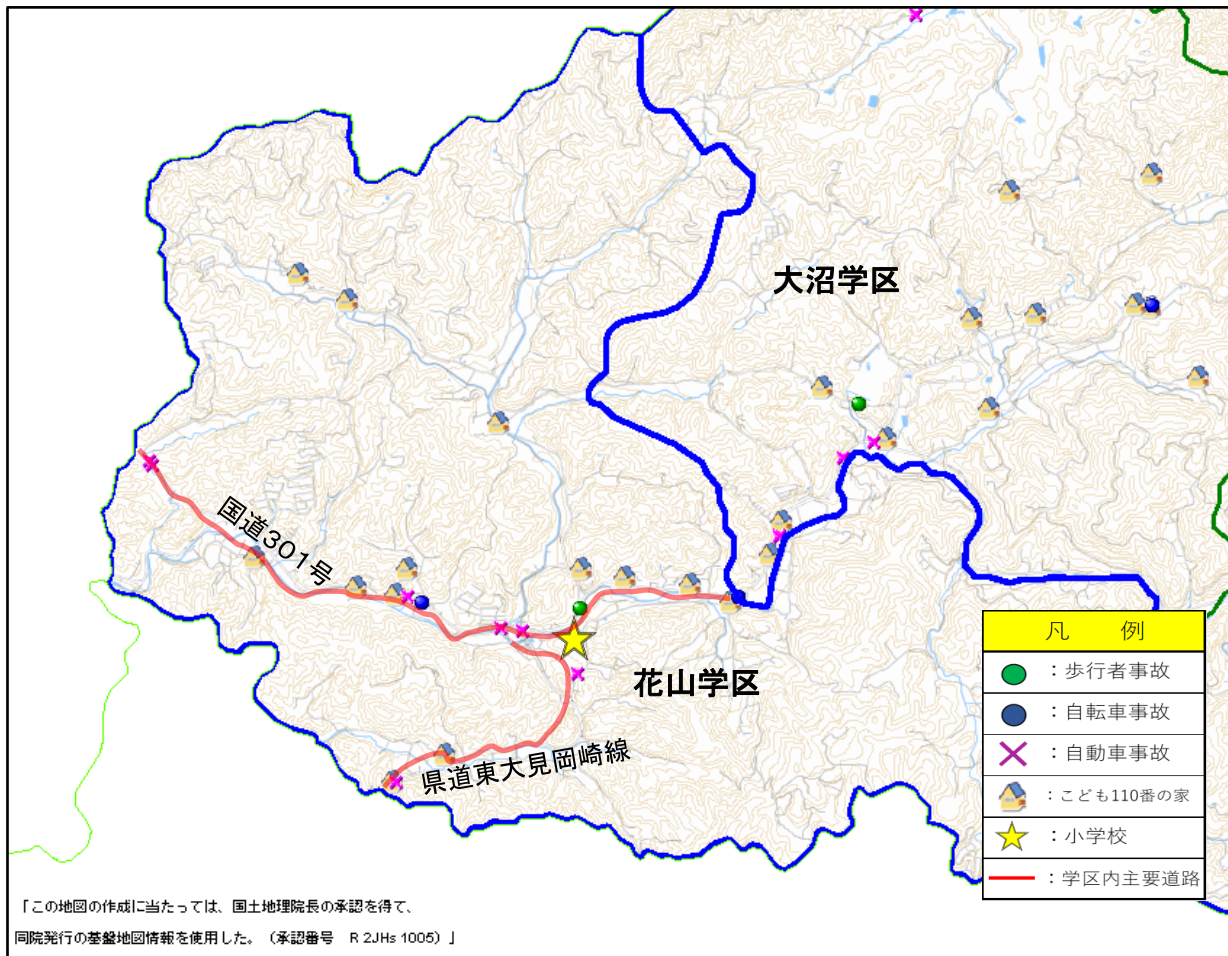 大沼学区
国道301号
花山学区
県道東大見岡崎線
凡　例
：歩行者事故
：自転車事故
：自動車事故
：こども110番の家
：小学校
：学区内主要道路
「この地図の作成に当たっては、国土地理院長の承認を得て、
同院発行の基盤地図情報を使用した。（承認番号　R 2JHs 1005）」